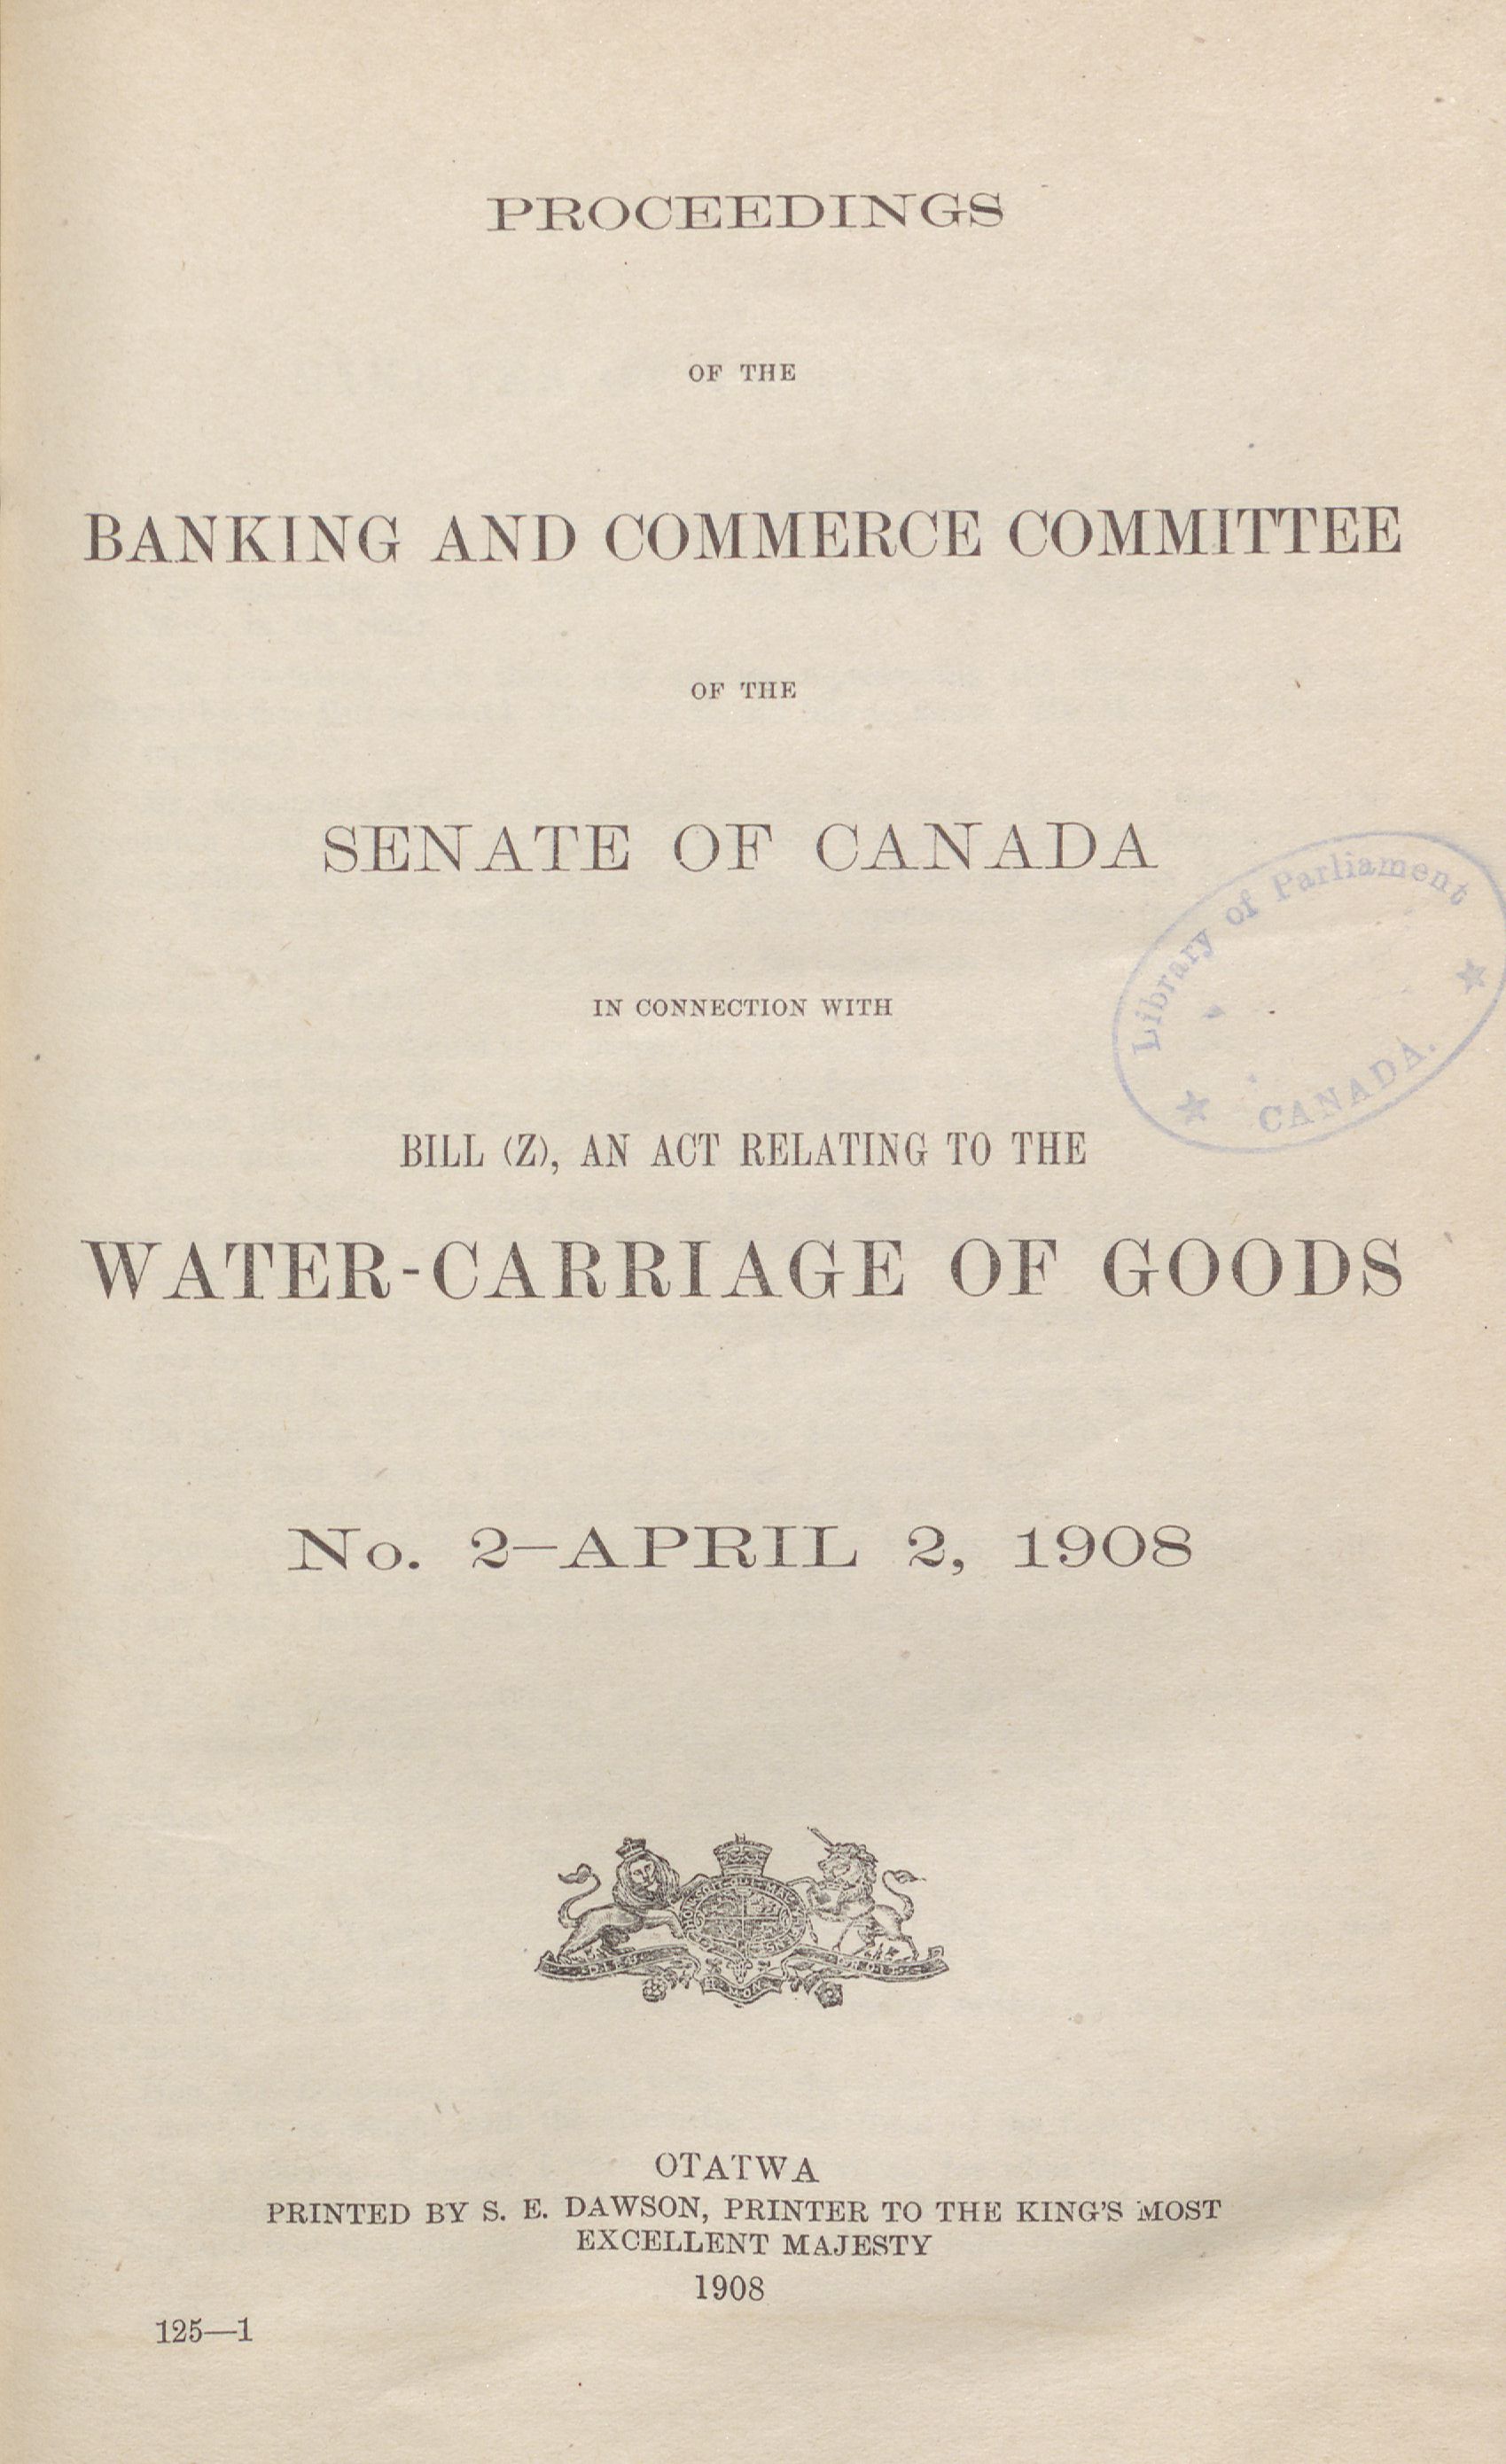 PROCEEDINGS
OF THE
BANKING AND COMMERCE COMMITTEE
OF THE
SENATE OF CANADA
Library of Parliament
CANADA.
IN CONNECTION WITH
BILL (Z), AN ACT RELATING TO THE
WATER-CARRIAGE OF GOODS
No. 2—APRIL 2, 1908
OTATWA
PRINTED BY S. E. DAWSON, PRINTER TO THE KING'S MOST
EXCELLENT MAJESTY
1908
125—1